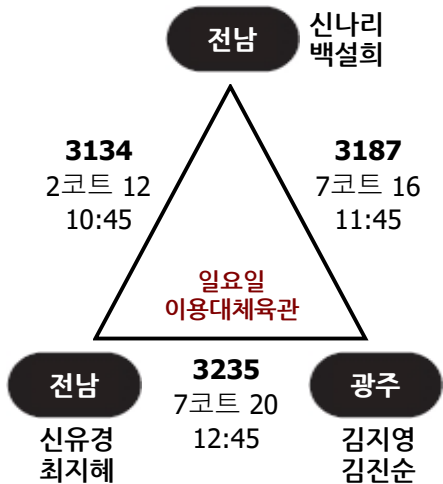 전남
신나리
백설희
3134
2코트 12
10:45
3187
7코트 16
11:45
일요일
이용대체육관
전남
신유경
최지혜
3235
7코트 20
12:45
광주
김지영
김진순